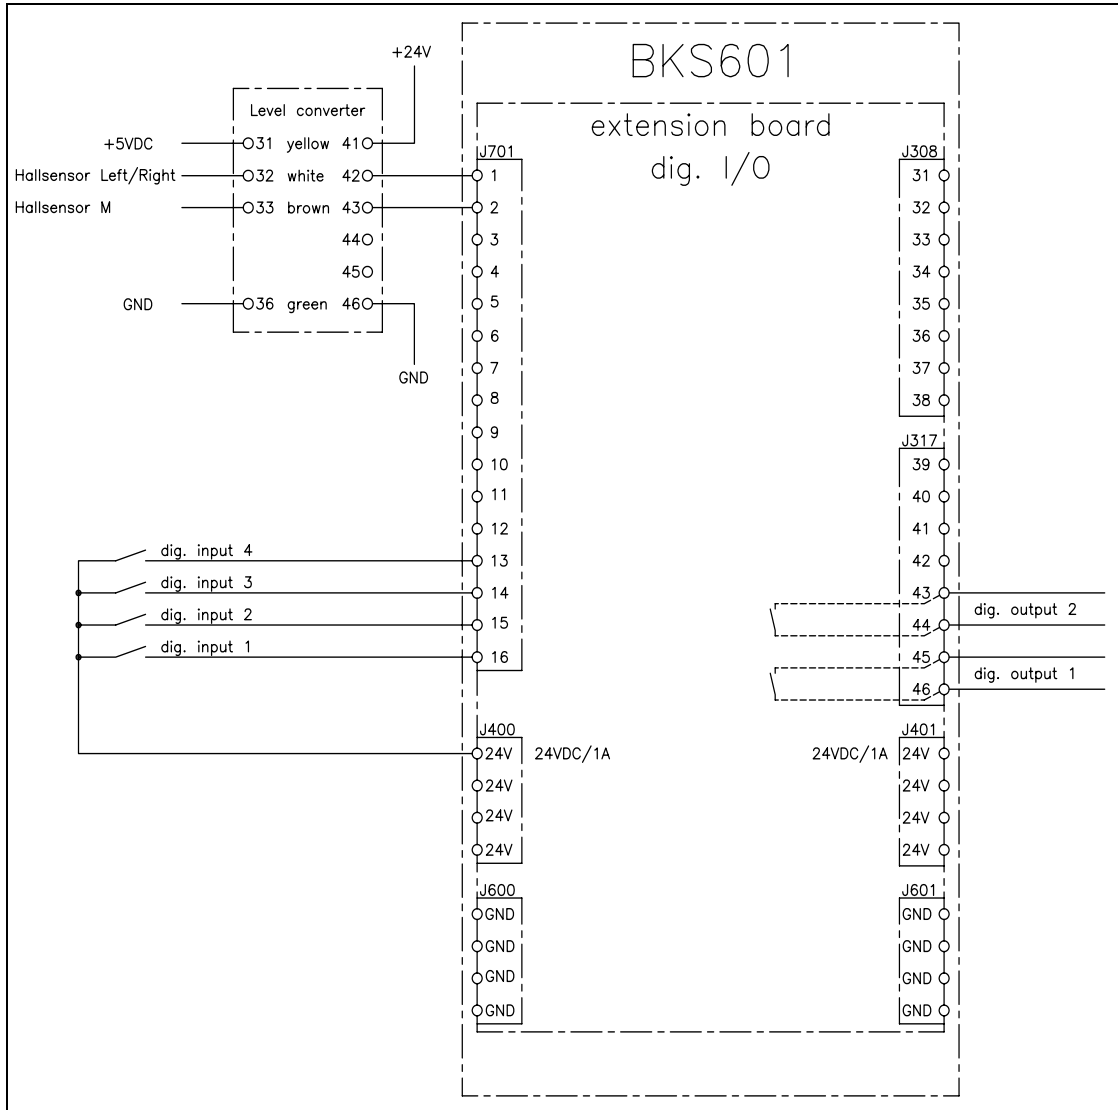 BKS601
extension board
dig. I/O
+24V
Level converter
+5VDC 31 yellow 41
Hallsensor Left/Right 32 white 42
Hallsensor M 33 brown 43
44
45
GND 36 green 46
GND
J701
1
2
3
4
5
6
7
8
9
10
11
12
dig. input 4 13
dig. input 3 14
dig. input 2 15
dig. input 1 16
J400
24V 24VDC/1A
24V
24V
24V
J600
GND
GND
GND
GND
J308
31
32
33
34
35
36
37
38
J317
39
40
41
42
43
dig. output 2
44
45
dig. output 1
46
J401
24VDC/1A 24V
24V
24V
24V
J601
GND
GND
GND
GND